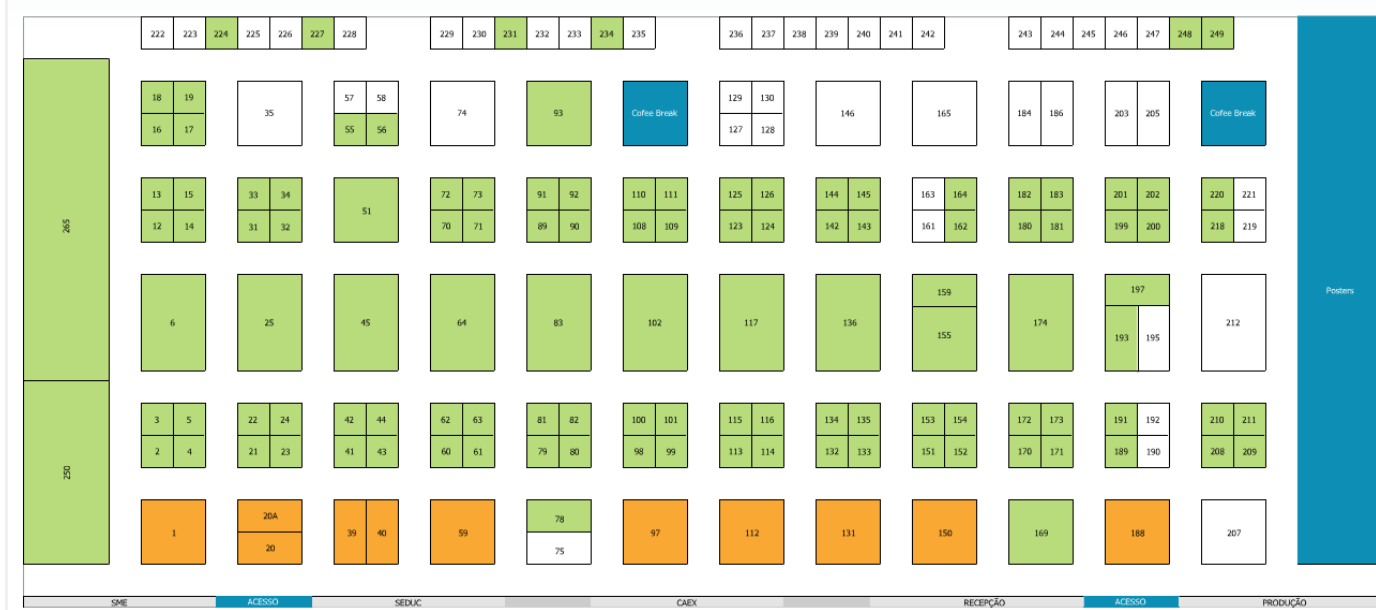 222 223 224 225 226 227 228 229 230 231 232 233 234 235 236 237 238 239 240 241 242 243 244 245 246 247 248 249
18 19 57 58 129 130
35 74 93 Cofee Break 146 165 184 186 203 205 Cofee Break
16 17 55 56 127 128
13 15 33 34 72 73 91 92 110 111 125 126 144 145 163 164 182 183 201 202 220 221
51
265
12 14 31 32 70 71 89 90 108 109 123 124 142 143 161 162 180 181 199 200 218 219
159 197 Posters
6 25 45 64 83 102 117 136 174 212
155 193 195
3 5 22 24 42 44 62 63 81 82 100 101 115 116 134 135 153 154 172 173 191 192 210 211
2 4 21 23 41 43 60 61 79 80 98 99 113 114 132 133 151 152 170 171 189 190 208 209
250
20A 78
1 39 40 59 97 112 131 150 169 188 207
20 75
SME ACESSO SEDUC CAEX RECEPÇÃO ACESSO PRODUÇÃO